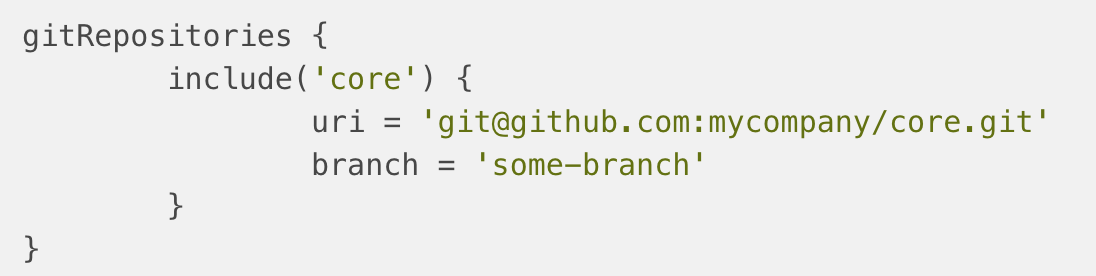 gitRepositories {
        include('core') {
                uri = 'git@github.com:mycompany/core.git'
                branch = 'some-branch'
        }
}